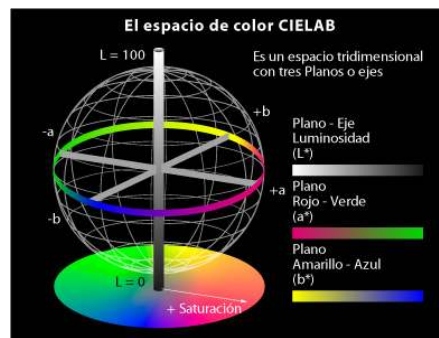 El espacio de color CIELAB
L = 100
Es un espacio tridimensional
con tres Planos o ejes
+b
-a
Plano - Eje
Luminosidad
(L*)
Plano
Rojo - Verde
(a*)
+a
-b
Plano
Amarillo - Azul
(b*)
L = 0
+ Saturación